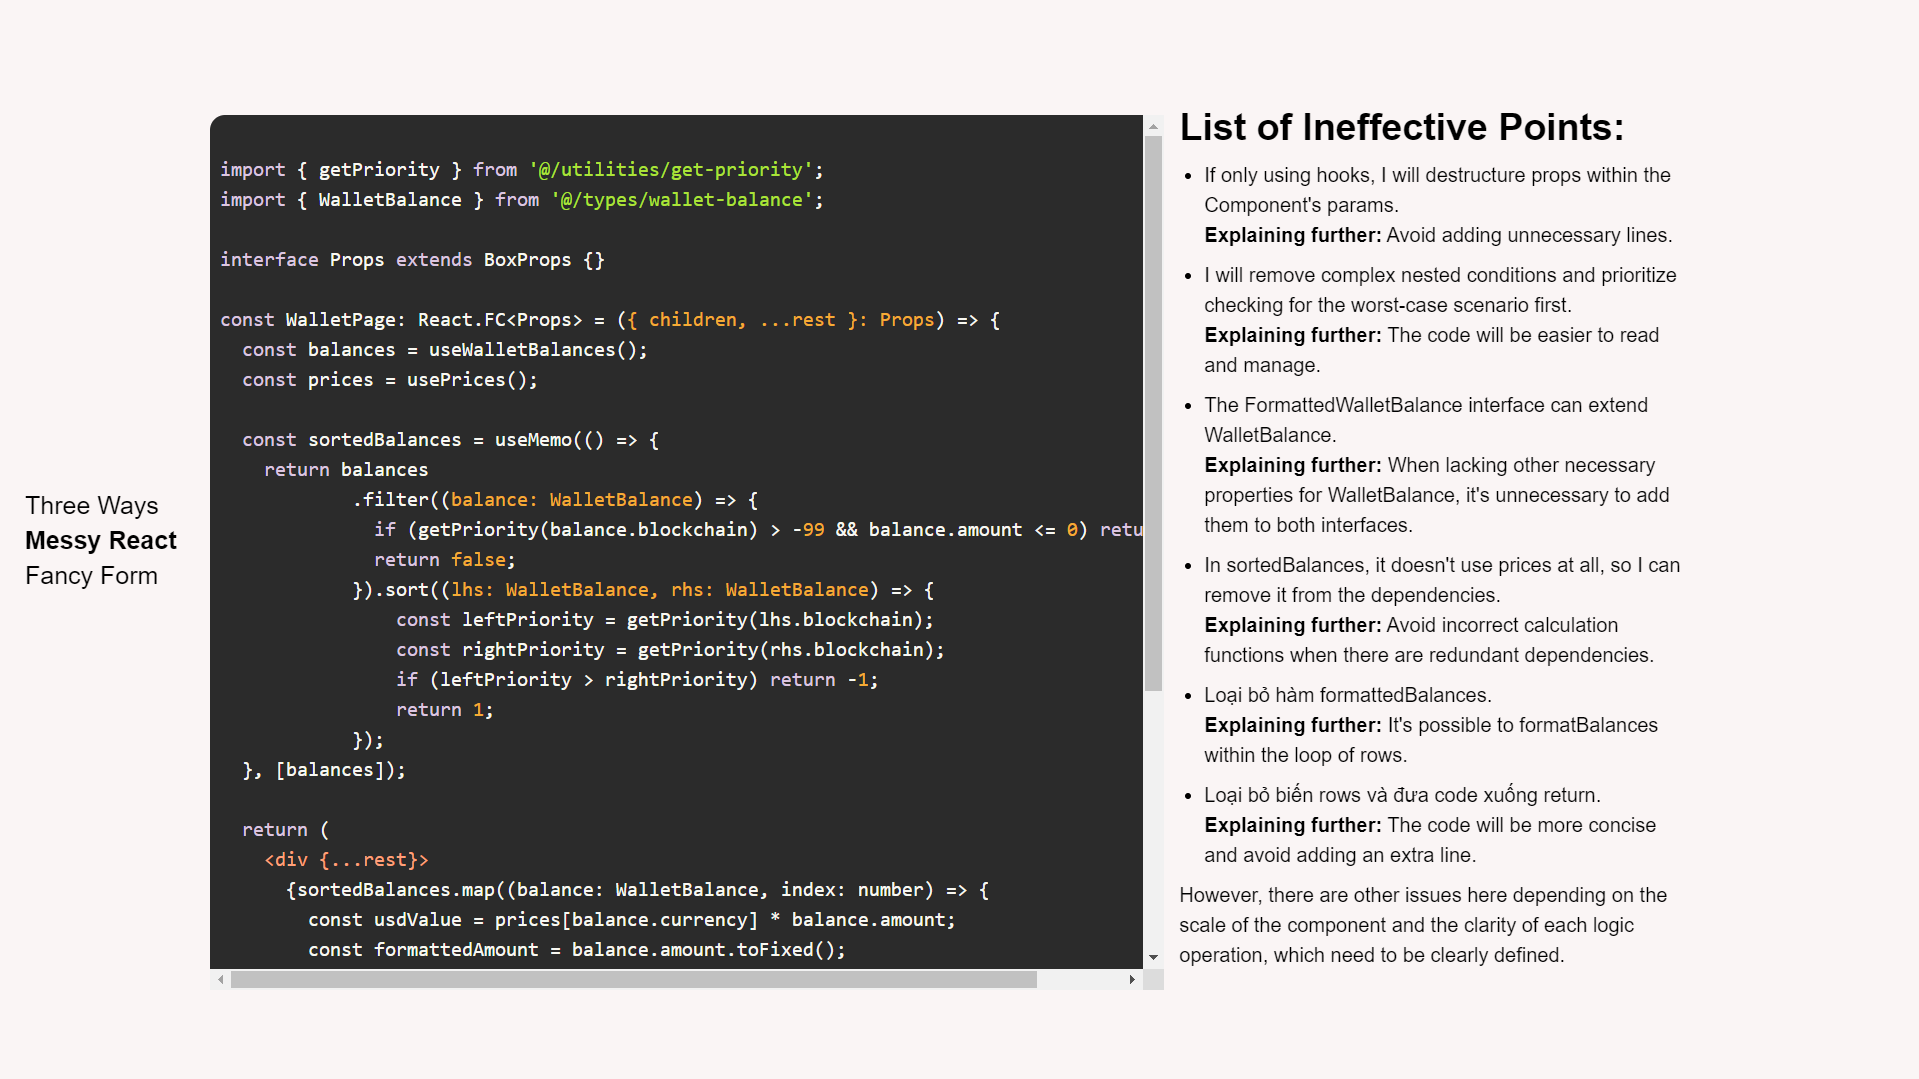 Three Ways
Messy React
Fancy Form
import { getPriority } from '@/utilities/get-priority';
import { WalletBalance } from '@/types/wallet-balance';
interface Props extends BoxProps {}
const WalletPage: React.FC<Props> = ({ children, ...rest }: Props) => {
  const balances = useWalletBalances();
  const prices = usePrices();
  const sortedBalances = useMemo(() => {
    return balances
            .filter((balance: WalletBalance) => {
              if (getPriority(balance.blockchain) > -99 && balance.amount <= 0) retu
              return false;
            }).sort((lhs: WalletBalance, rhs: WalletBalance) => {
                const leftPriority = getPriority(lhs.blockchain);
                const rightPriority = getPriority(rhs.blockchain);
                if (leftPriority > rightPriority) return -1;
                return 1;
            });
  }, [balances]);
  return (
    <div {...rest}>
      {sortedBalances.map((balance: WalletBalance, index: number) => {
        const usdValue = prices[balance.currency] * balance.amount;
        const formattedAmount = balance.amount.toFixed();
List of Ineffective Points:
• If only using hooks, I will destructure props within the
Component's params.
Explaining further: Avoid adding unnecessary lines.
• I will remove complex nested conditions and prioritize
checking for the worst-case scenario first.
Explaining further: The code will be easier to read
and manage.
• The FormattedWalletBalance interface can extend
WalletBalance.
Explaining further: When lacking other necessary
properties for WalletBalance, it's unnecessary to add
them to both interfaces.
• In sortedBalances, it doesn't use prices at all, so I can
remove it from the dependencies.
Explaining further: Avoid incorrect calculation
functions when there are redundant dependencies.
• Loại bỏ hàm formattedBalances.
Explaining further: It's possible to formatBalances
within the loop of rows.
• Loại bỏ biến rows và đưa code xuống return.
Explaining further: The code will be more concise
and avoid adding an extra line.
However, there are other issues here depending on the
scale of the component and the clarity of each logic
operation, which need to be clearly defined.